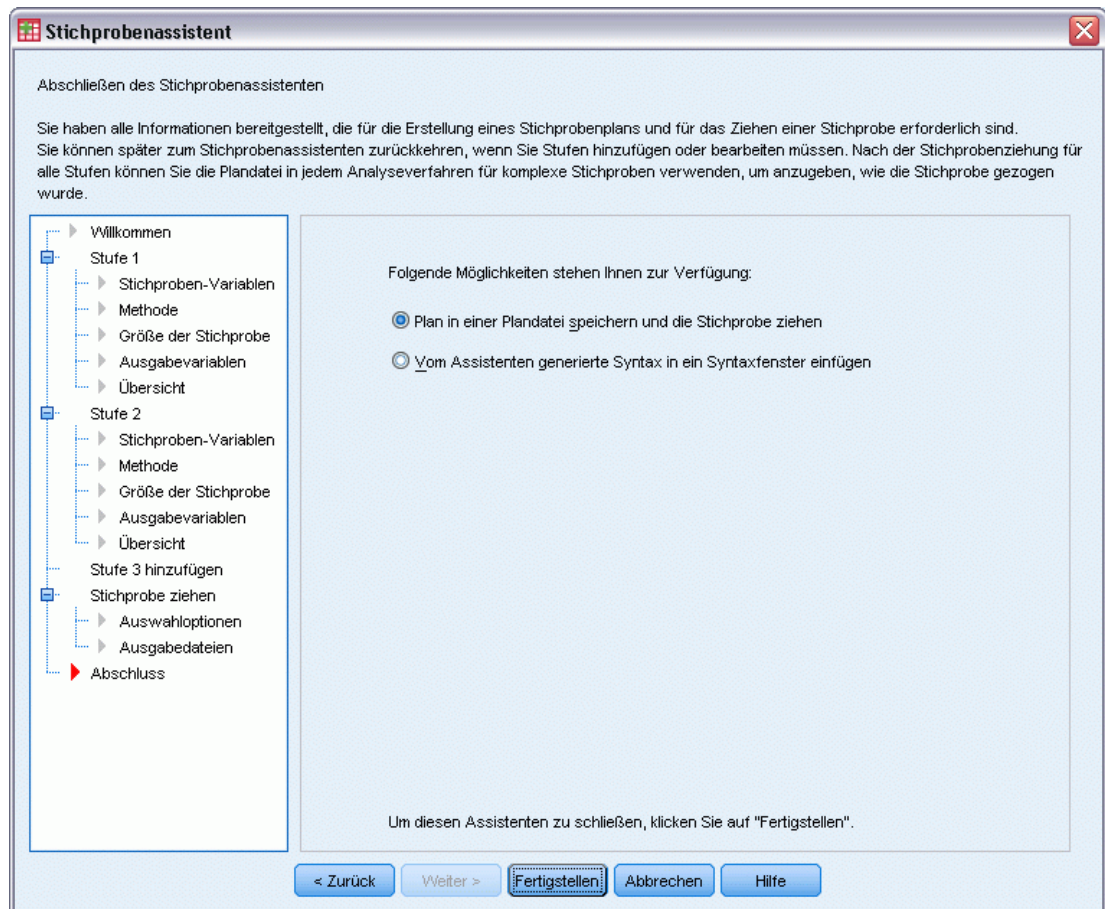 Stichprobenassistent
Abschließen des Stichprobenassistenten
Sie haben alle Informationen bereitgestellt, die für die Erstellung eines Stichprobenplans und für das Ziehen einer Stichprobe erforderlich sind.
Sie können später zum Stichprobenassistenten zurückkehren, wenn Sie Stufen hinzufügen oder bearbeiten müssen. Nach der Stichprobenziehung für
alle Stufen können Sie die Plandatei in jedem Analyseverfahren für komplexe Stichproben verwenden, um anzugeben, wie die Stichprobe gezogen
wurde.
Willkommen
Stufe 1
Stichproben-Variablen
Methode
Größe der Stichprobe
Ausgabevariablen
Übersicht
Stufe 2
Stichproben-Variablen
Methode
Größe der Stichprobe
Ausgabevariablen
Übersicht
Stufe 3 hinzufügen
Stichprobe ziehen
Auswahloptionen
Ausgabedateien
Abschluss
Folgende Möglichkeiten stehen Ihnen zur Verfügung:
Plan in einer Plandatei speichern und die Stichprobe ziehen
Vom Assistenten generierte Syntax in ein Syntaxfenster einfügen
Um diesen Assistenten zu schließen, klicken Sie auf "Fertigstellen".
< Zurück
Weiter >
Fertigstellen
Abbrechen
Hilfe